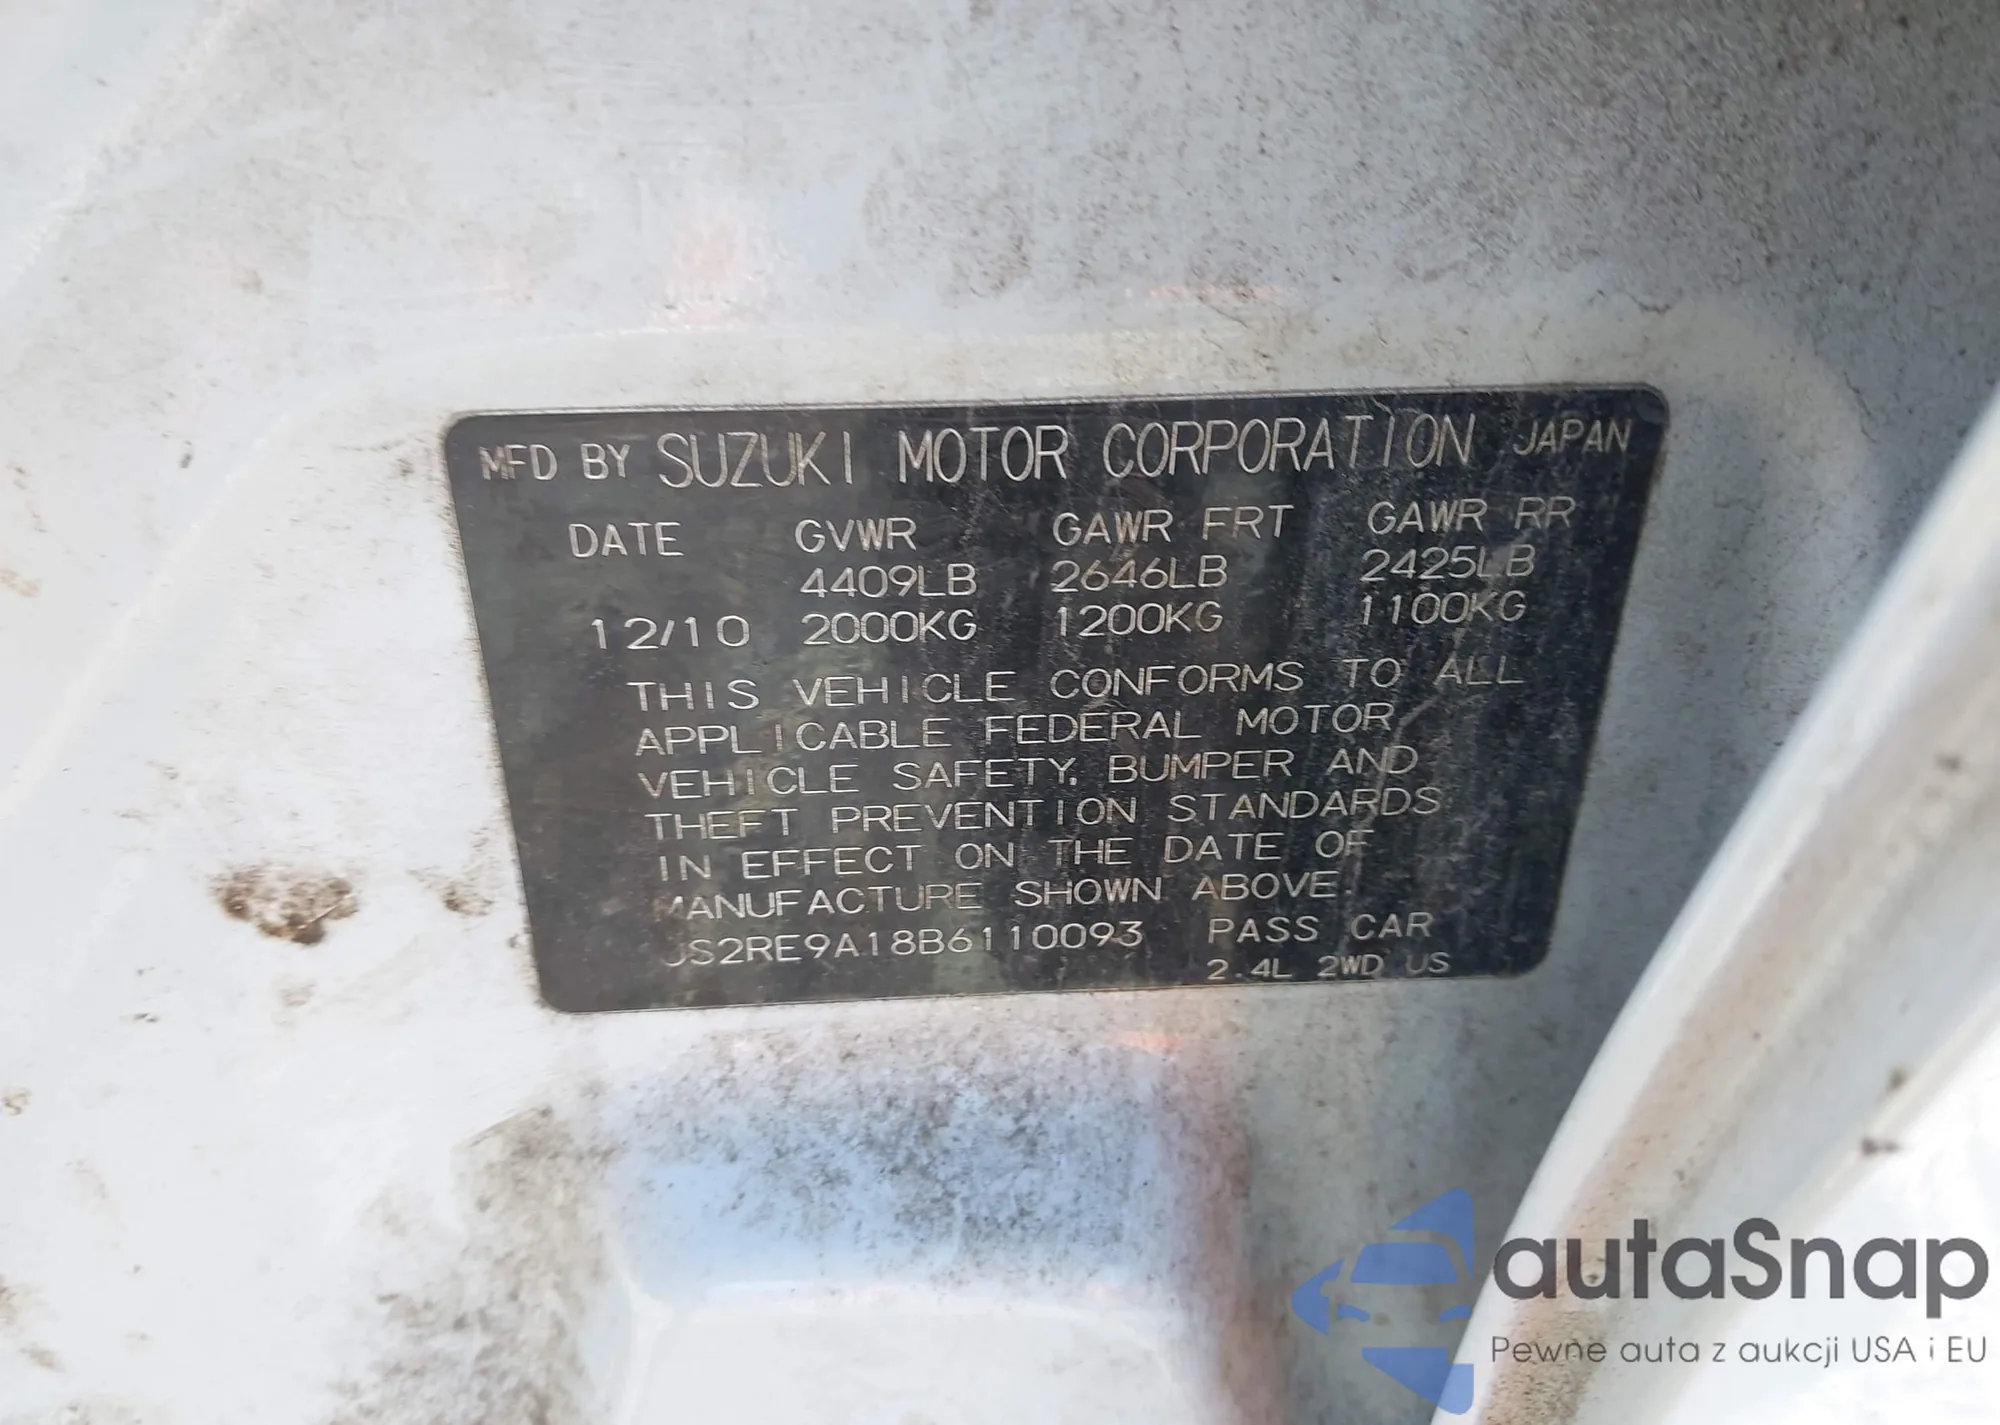 MFD BY SUZUKI MOTOR CORPORATION JAPAN
DATE GVWR GAWR FRT GAWR RR
4409LB 2646LB 2425LB
12/10 2000KG 1200KG 1100KG
THIS VEHICLE CONFORMS TO ALL
APPLICABLE FEDERAL MOTOR
VEHICLE SAFETY, BUMPER AND
THEFT PREVENTION STANDARDS
IN EFFECT ON THE DATE OF
MANUFACTURE SHOWN ABOVE.
JS2RE9A18B6110093 PASS CAR
2.4L 2WD US
autaSnap
Pewne auta z aukcji USA i EU